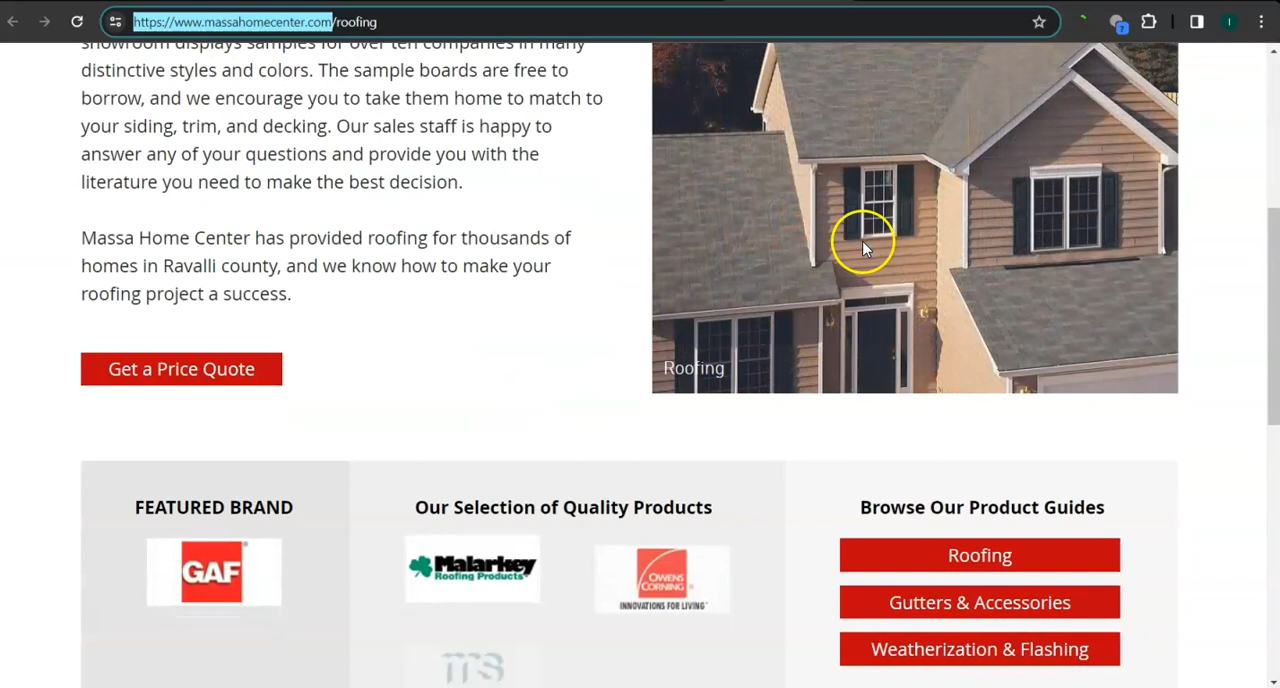 https://www.massahomecenter.com/roofing
showroom displays samples for over ten companies in many
distinctive styles and colors. The sample boards are free to
borrow, and we encourage you to take them home to match to
your siding, trim, and decking. Our sales staff is happy to
answer any of your questions and provide you with the
literature you need to make the best decision.
Massa Home Center has provided roofing for thousands of
homes in Ravalli county, and we know how to make your
roofing project a success.
Get a Price Quote
Roofing
FEATURED BRAND
GAF
Our Selection of Quality Products
Malarkey
Roofing Products
OWENS
CORNING
INNOVATIONS FOR LIVING
Browse Our Product Guides
Roofing
Gutters & Accessories
Weatherization & Flashing
I
?